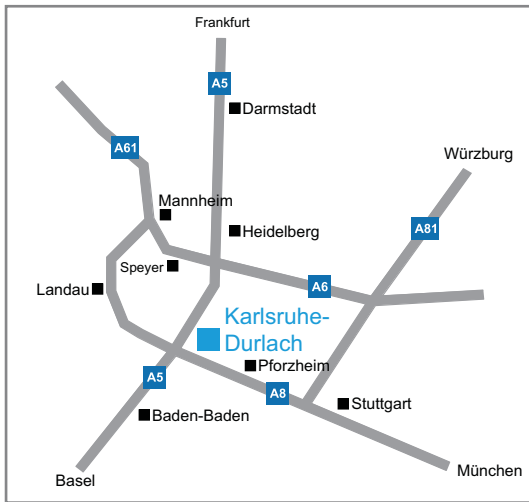 Frankfurt
A5
Darmstadt
A61
Würzburg
Mannheim
A81
Heidelberg
Speyer
Landau
A6
Karlsruhe-
Durlach
Pforzheim
A5
A8
Stuttgart
Baden-Baden
Basel
München